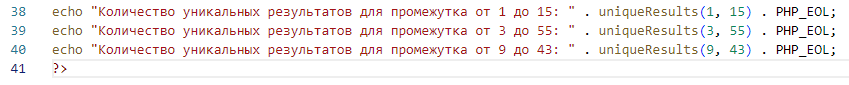 38 echo "Количество уникальных результатов для промежутка от 1 до 15: " . uniqueResults(1, 15) . PHP_EOL;
39 echo "Количество уникальных результатов для промежутка от 3 до 55: " . uniqueResults(3, 55) . PHP_EOL;
40 echo "Количество уникальных результатов для промежутка от 9 до 43: " . uniqueResults(9, 43) . PHP_EOL;
41 ?>